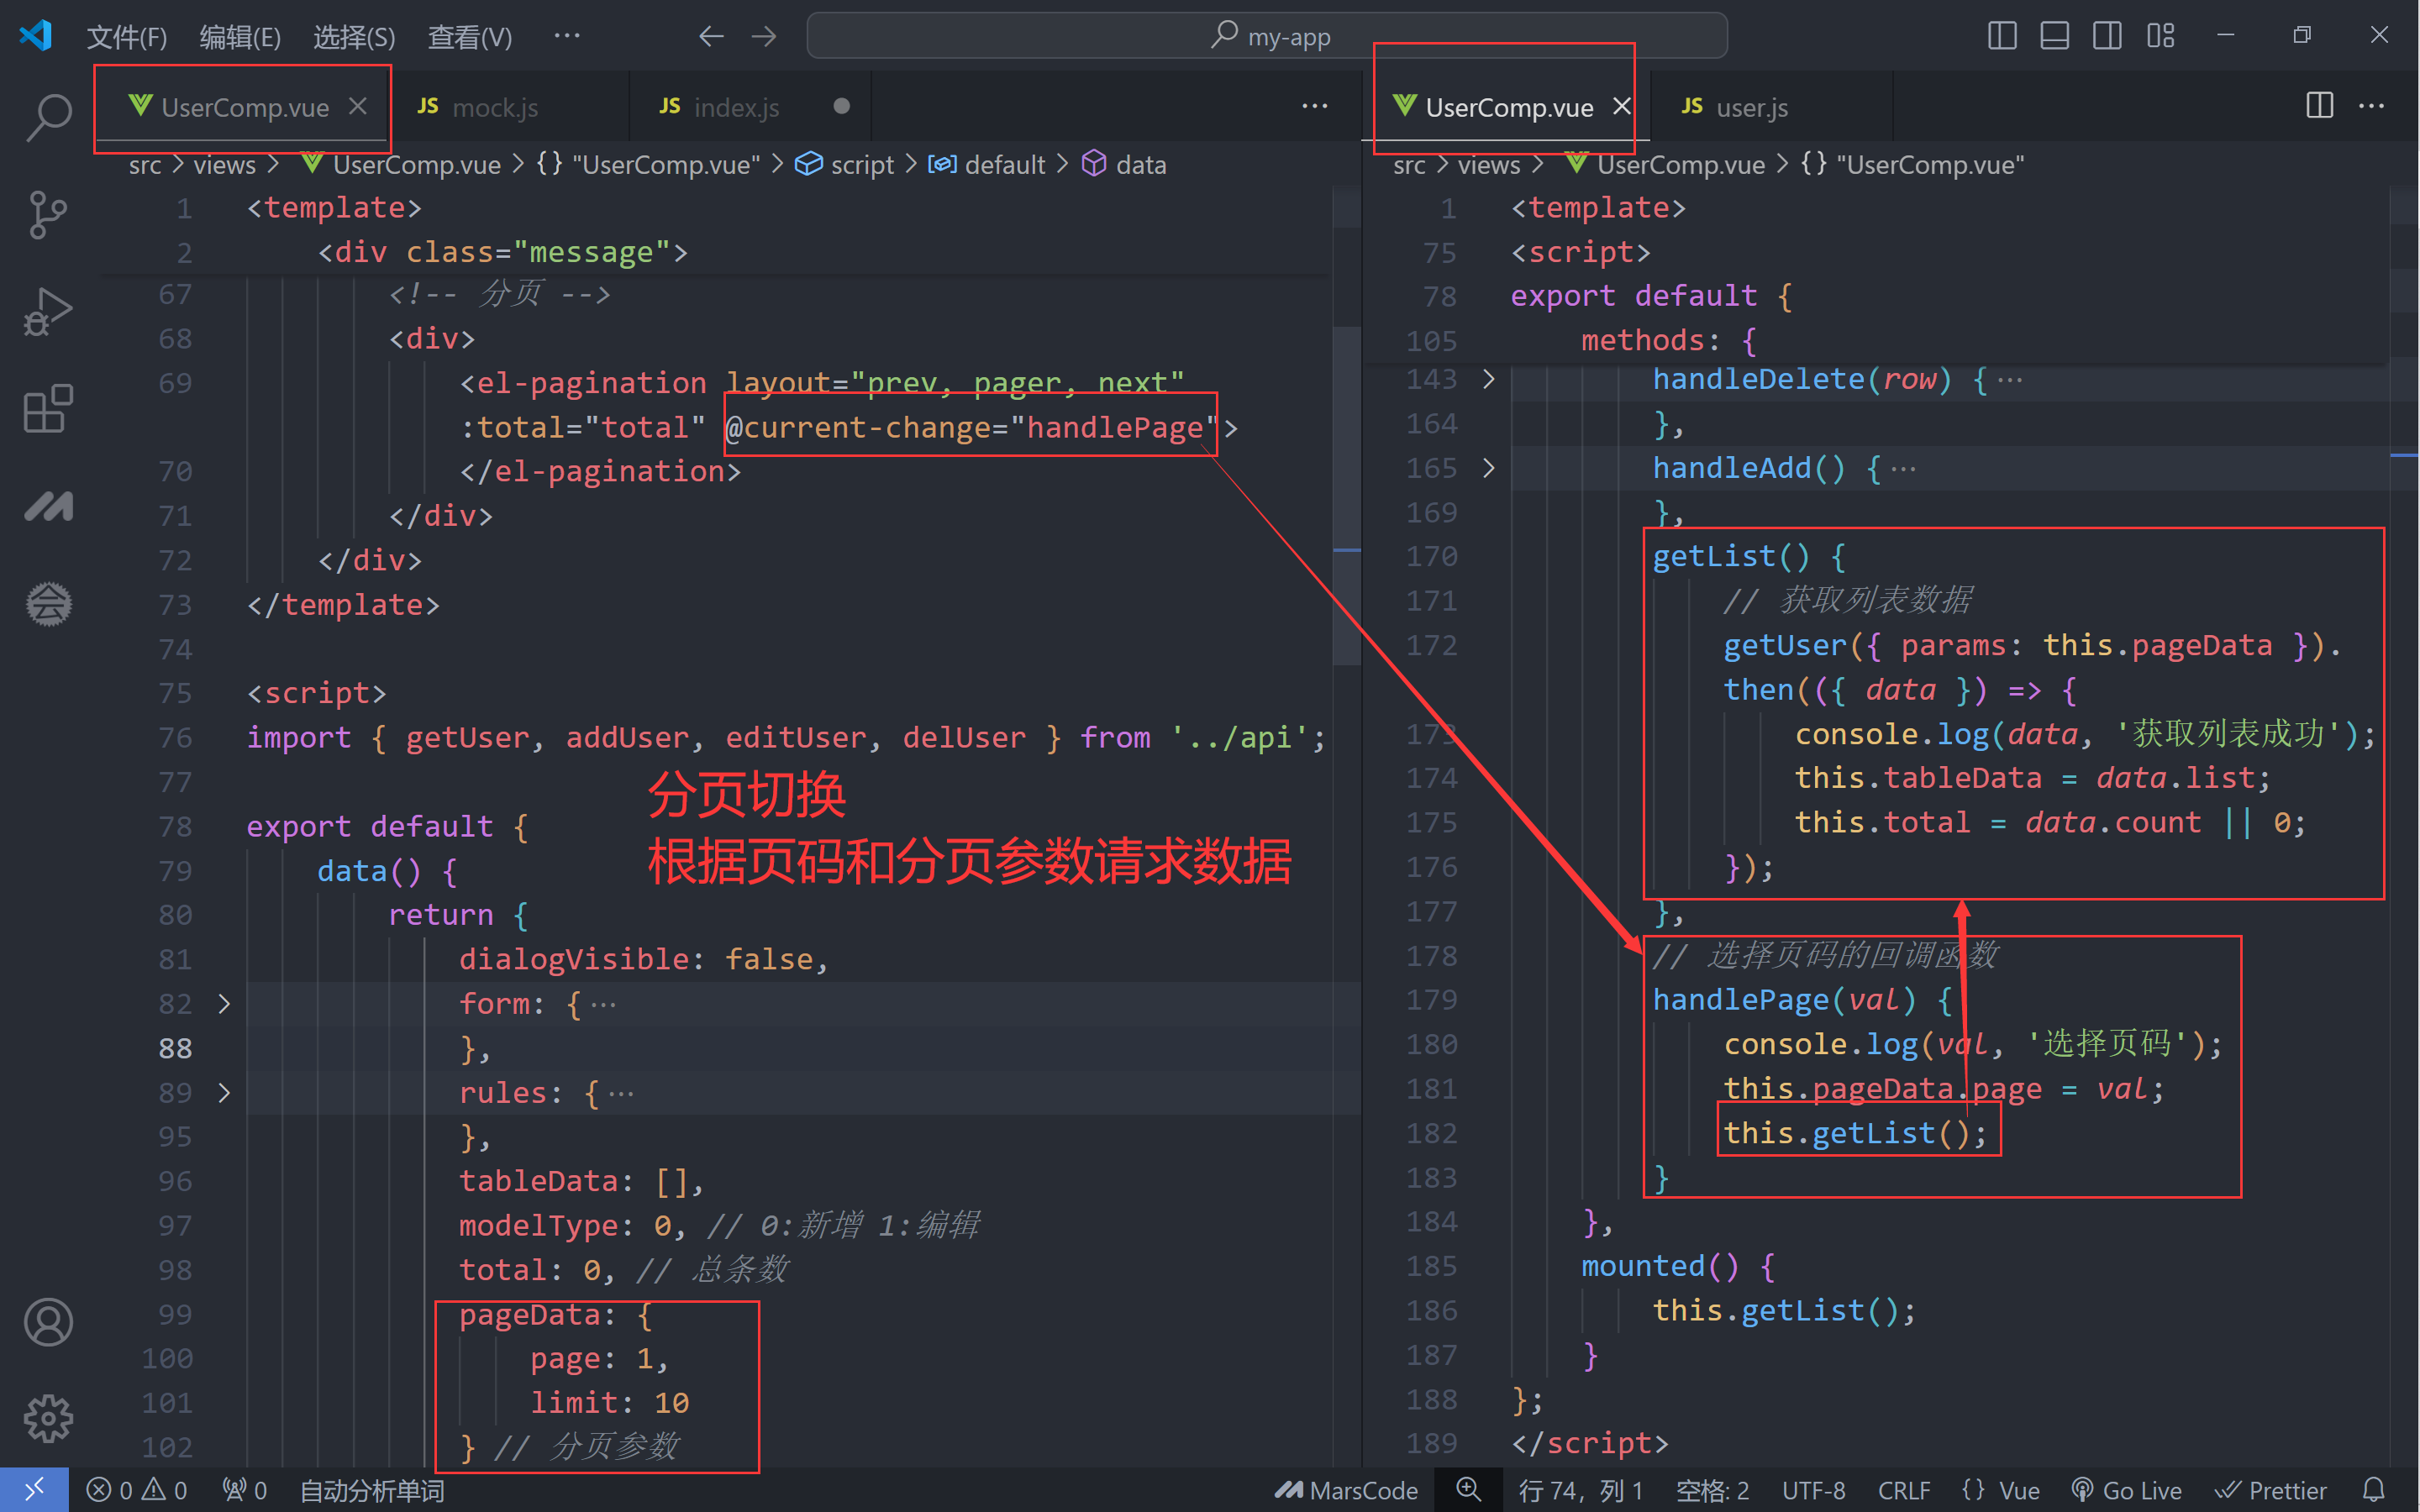 文件(F) 编辑(E) 选择(S) 查看(V) ··· my-app
UserComp.vue JS mock.js JS index.js ···
src > views > UserComp.vue > {} "UserComp.vue" > script > default > data
1 <template>
2 <div class="message">
67 <!-- 分页 -->
68 <div>
69 <el-pagination layout="prev, pager, next"
:total="total" @current-change="handlePage">
70 </el-pagination>
71 </div>
72 </div>
73 </template>
74
75 <script>
76 import { getUser, addUser, editUser, delUser } from '../api';
77
78 export default {
79 data() {
80 return {
81 dialogVisible: false,
82 form: {···
88 },
89 rules: {···
95 },
96 tableData: [],
97 modelType: 0, // 0:新增 1:编辑
98 total: 0, // 总条数
99 pageData: {
100 page: 1,
101 limit: 10
102 } // 分页参数
分页切换
根据页码和分页参数请求数据
UserComp.vue JS user.js ···
src > views > UserComp.vue > {} "UserComp.vue"
1 <template>
75 <script>
78 export default {
105 methods: {
143 handleDelete(row) {···
164 },
165 handleAdd() {···
169 },
170 getList() {
171 // 获取列表数据
172 getUser({ params: this.pageData }).
then(({ data }) => {
173 console.log(data, '获取列表成功');
174 this.tableData = data.list;
175 this.total = data.count || 0;
176 });
177 },
178 // 选择页码的回调函数
179 handlePage(val) {
180 console.log(val, '选择页码');
181 this.pageData.page = val;
182 this.getList();
183 }
184 },
185 mounted() {
186 this.getList();
187 }
188 };
189 </script>
会
0 0 0 自动分析单词 MarsCode 行 74，列 1 空格: 2 UTF-8 CRLF {} Vue Go Live Prettier